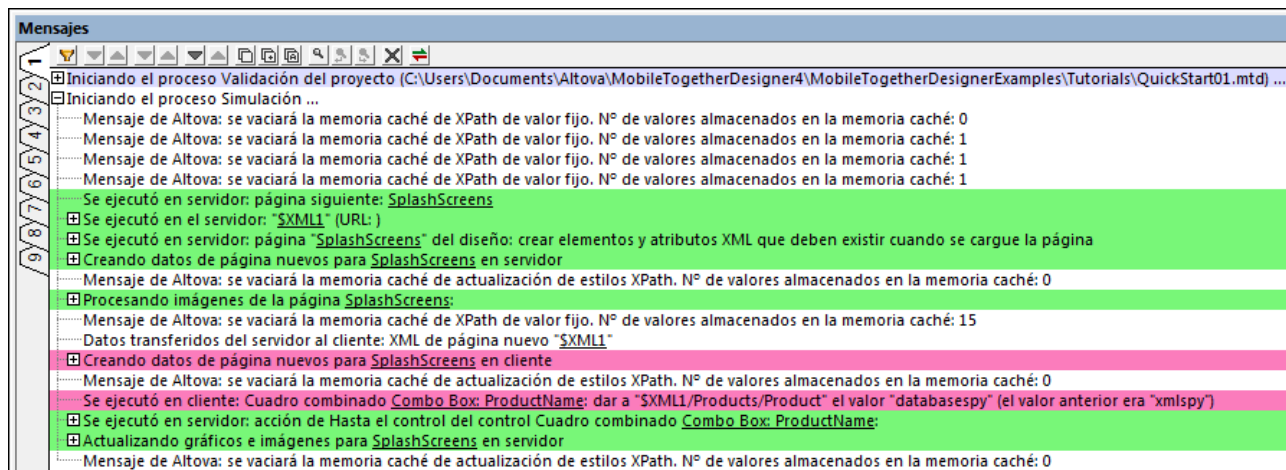 Mensajes
1
2
3
4
5
6
7
8
9
Iniciando el proceso Validación del proyecto (C:\Users\Documents\Altova\MobileTogetherDesigner4\MobileTogetherDesignerExamples\Tutorials\QuickStart01.mtd) ...
Iniciando el proceso Simulación ...
Mensaje de Altova: se vaciará la memoria caché de XPath de valor fijo. Nº de valores almacenados en la memoria caché: 0
Mensaje de Altova: se vaciará la memoria caché de XPath de valor fijo. Nº de valores almacenados en la memoria caché: 1
Mensaje de Altova: se vaciará la memoria caché de XPath de valor fijo. Nº de valores almacenados en la memoria caché: 1
Mensaje de Altova: se vaciará la memoria caché de XPath de valor fijo. Nº de valores almacenados en la memoria caché: 1
Se ejecutó en servidor: página siguiente: SplashScreens
Se ejecutó en el servidor: "$XML1" (URL: )
Se ejecutó en servidor: página "SplashScreens" del diseño: crear elementos y atributos XML que deben existir cuando se cargue la página
Creando datos de página nuevos para SplashScreens en servidor
Mensaje de Altova: se vaciará la memoria caché de actualización de estilos XPath. Nº de valores almacenados en la memoria caché: 0
Procesando imágenes de la página SplashScreens:
Mensaje de Altova: se vaciará la memoria caché de XPath de valor fijo. Nº de valores almacenados en la memoria caché: 15
Datos transferidos del servidor al cliente: XML de página nuevo "$XML1"
Creando datos de página nuevos para SplashScreens en cliente
Mensaje de Altova: se vaciará la memoria caché de actualización de estilos XPath. Nº de valores almacenados en la memoria caché: 0
Se ejecutó en cliente: Cuadro combinado Combo Box: ProductName: dar a "$XML1/Products/Product" el valor "databasespy" (el valor anterior era "xmlspy")
Se ejecutó en servidor: acción de Hasta el control del control Cuadro combinado Combo Box: ProductName:
Actualizando gráficos e imágenes para SplashScreens en servidor
Mensaje de Altova: se vaciará la memoria caché de actualización de estilos XPath. Nº de valores almacenados en la memoria caché: 0